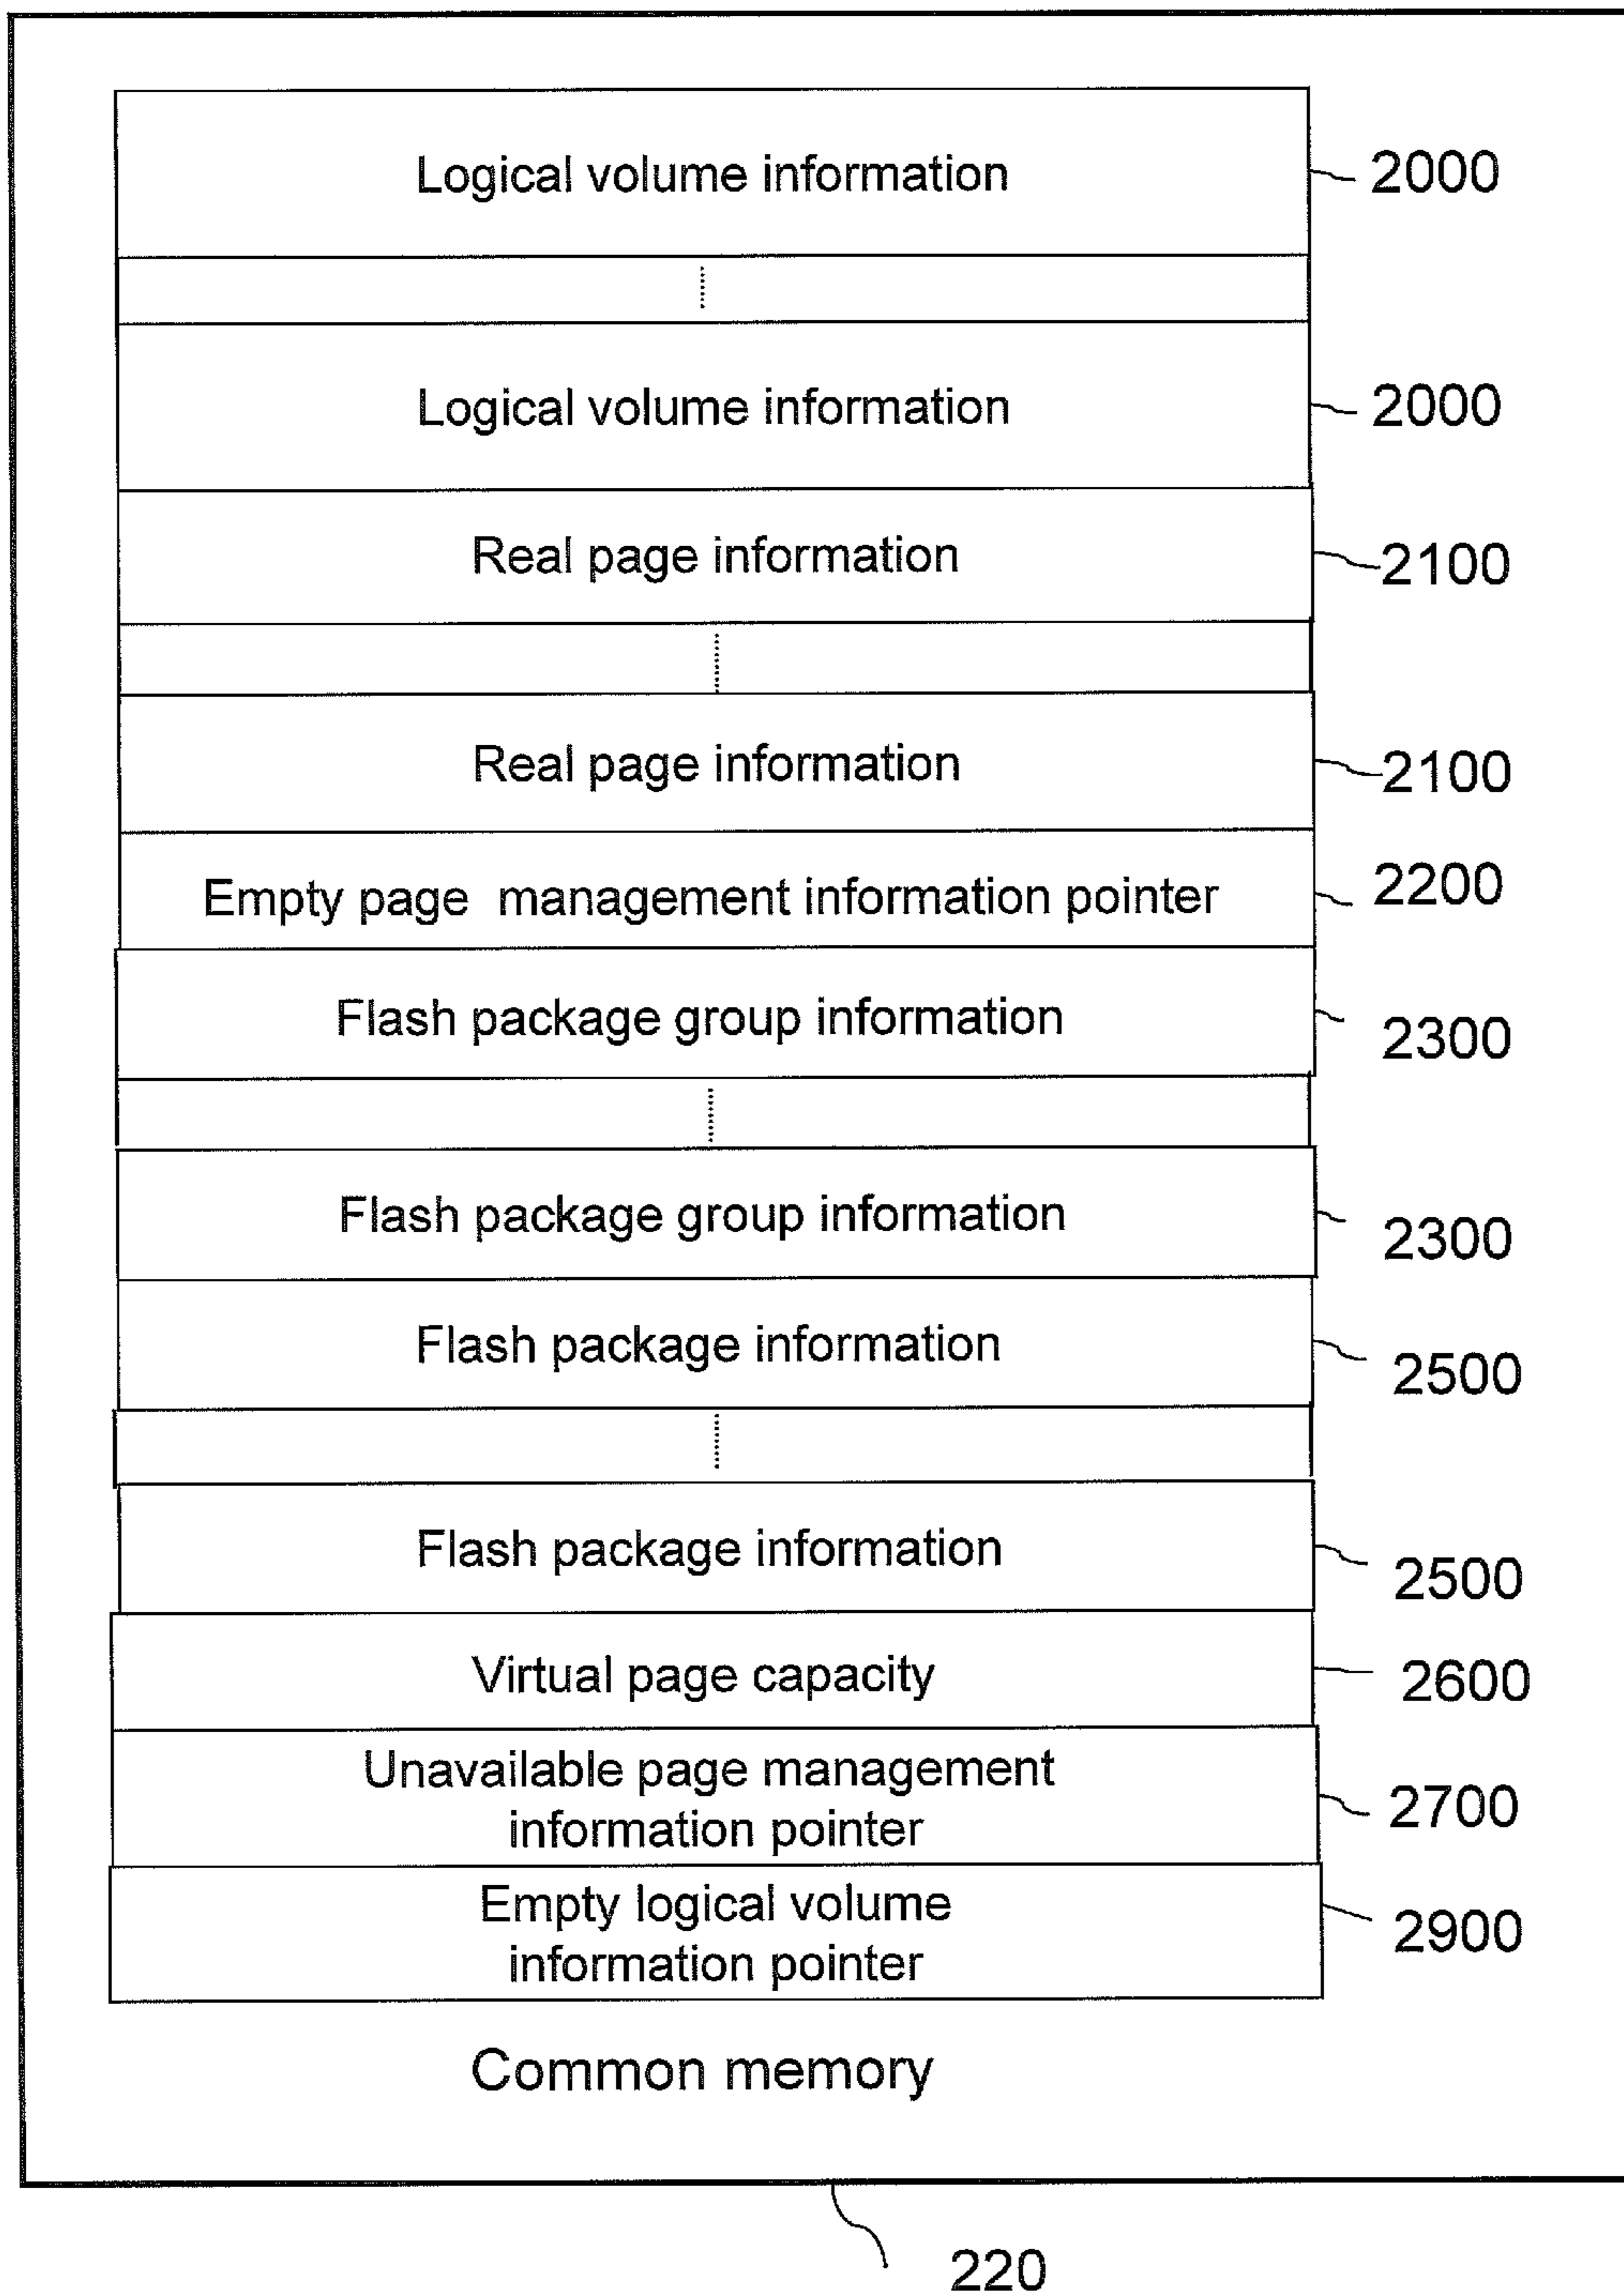 Logical volume information 2000
Logical volume information 2000
Real page information 2100
Real page information 2100
Empty page management information pointer 2200
Flash package group information 2300
Flash package group information 2300
Flash package information 2500
Flash package information 2500
Virtual page capacity 2600
Unavailable page management
information pointer 2700
Empty logical volume
information pointer 2900
Common memory
220